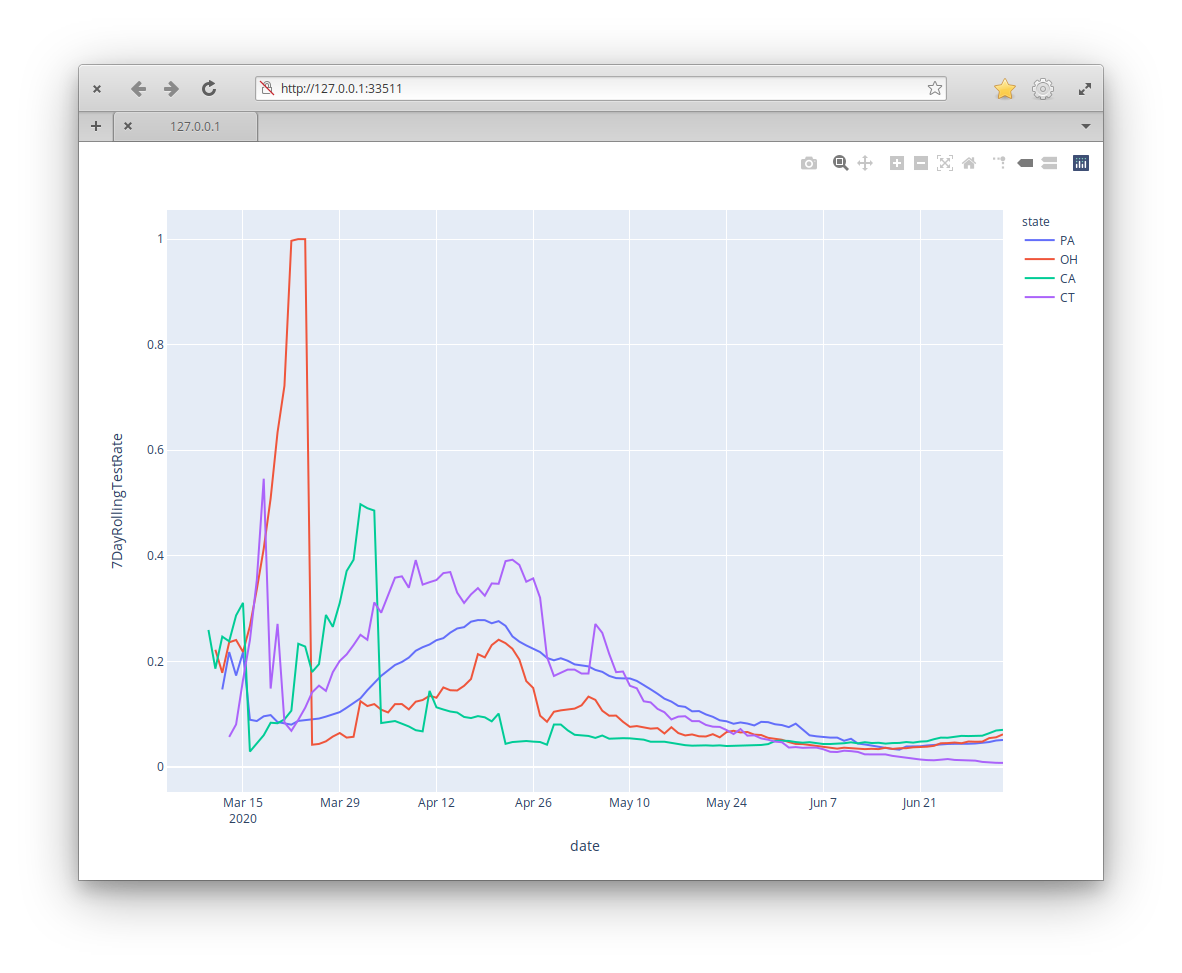 http://127.0.0.1:33511
127.0.0.1
state
PA
OH
CA
CT
1
0.8
0.6
0.4
0.2
0
7DayRollingTestRate
Mar 15
2020
Mar 29
Apr 12
Apr 26
May 10
May 24
Jun 7
Jun 21
date